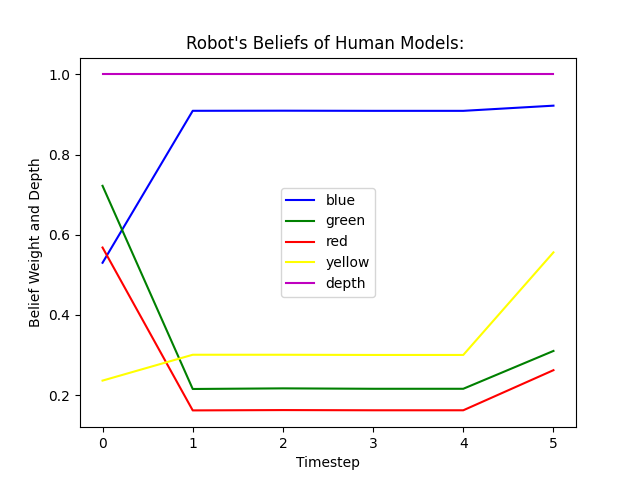 Robot's Beliefs of Human Models:
Belief Weight and Depth
1.0
0.8
0.6
0.4
0.2
blue
green
red
yellow
depth
0 1 2 3 4 5
Timestep